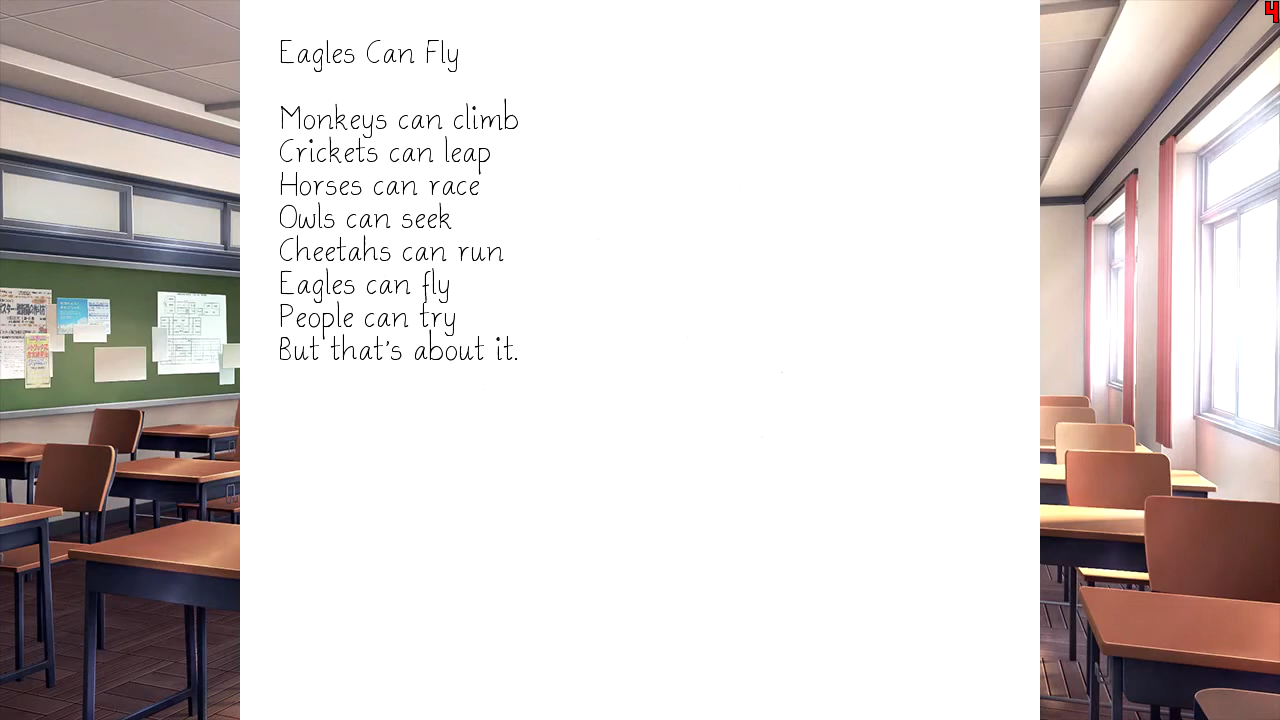 4
Eagles Can Fly
Monkeys can climb
Crickets can leap
Horses can race
Owls can seek
Cheetahs can run
Eagles can fly
People can try
But that's about it.